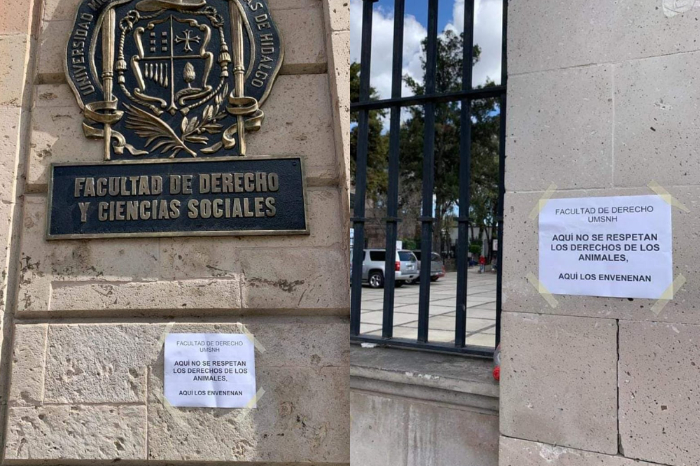 UNIVERSIDAD
DE HIDALGO
FACULTAD DE DERECHO
Y CIENCIAS SOCIALES
FACULTAD DE DERECHO
UMSNH
AQUÍ NO SE RESPETAN
LOS DERECHOS DE LOS
ANIMALES,
AQUI LOS ENVENENAN
FACULTAD DE DERECHO
UMSNH
AQUÍ NO SE RESPETAN
LOS DERECHOS DE LOS
ANIMALES,
AQUÍ LOS ENVENENAN